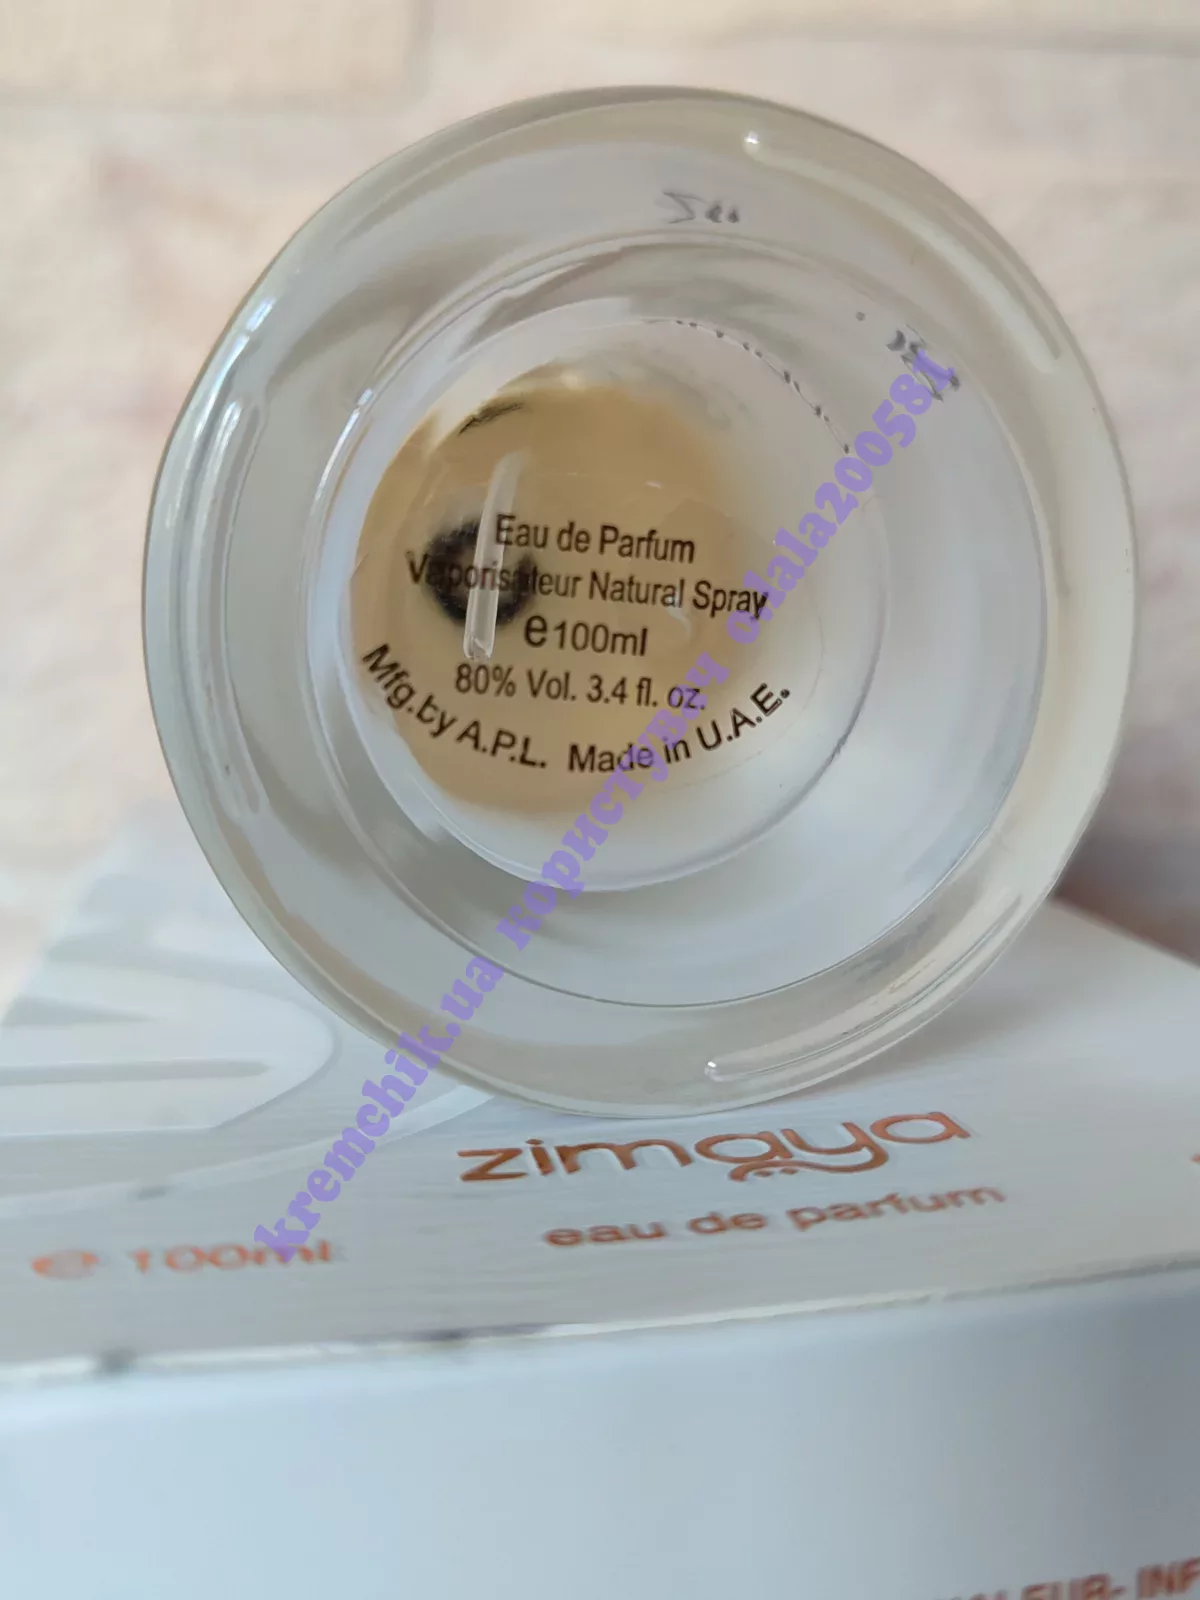 Eau de Parfum
Vaporisateur Natural Spray
e 100ml
80% Vol. 3.4 fl. oz.
Mfg.by A.P.L. Made in U.A.E.
kremchik.ua користувач olala200581
zimaya
eau de parfum
e 100ml